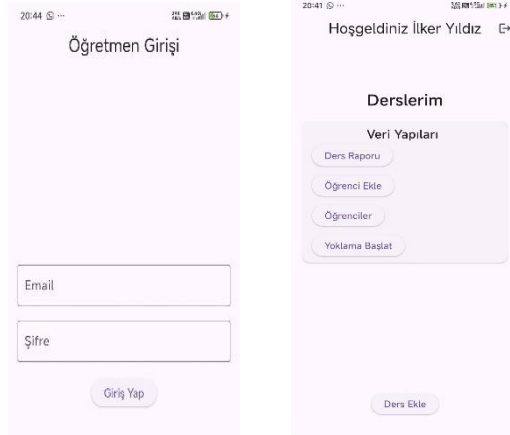 20:44
Öğretmen Girişi
Email
Şifre
Giriş Yap
20:41
Hoşgeldiniz İlker Yıldız
Derslerim
Veri Yapıları
Ders Raporu
Öğrenci Ekle
Öğrenciler
Yoklama Başlat
Ders Ekle